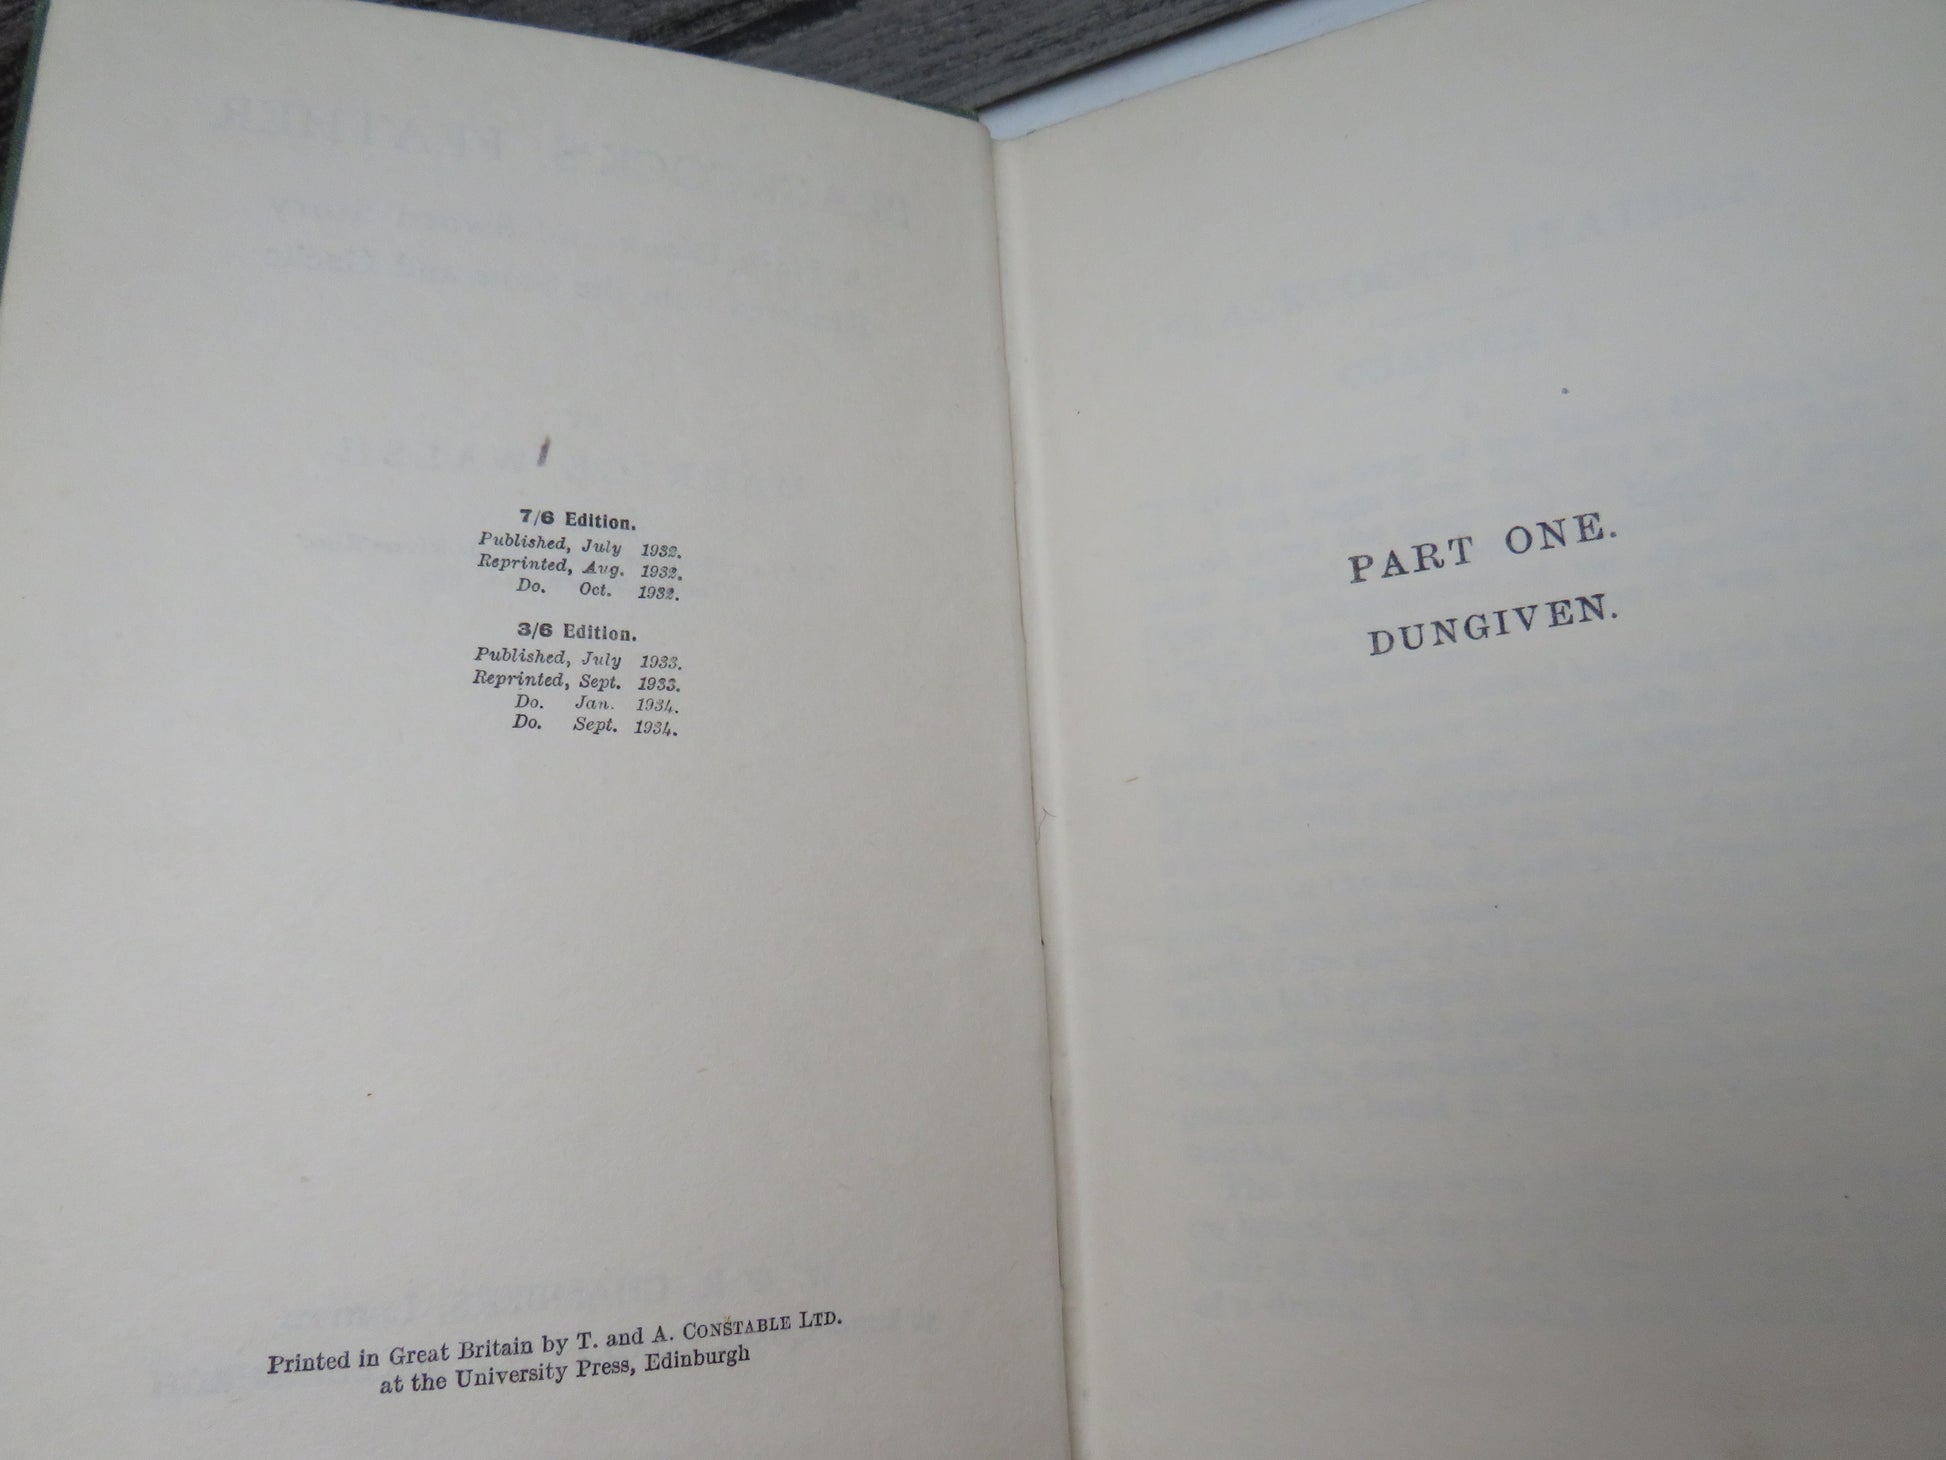 7/6 Edition.
Published, July 1932.
Reprinted, Aug. 1932.
Do. Oct. 1932.
3/6 Edition.
Published, July 1933.
Reprinted, Sept. 1933.
Do. Jan. 1934.
Do. Sept. 1934.
Printed in Great Britain by T. and A. CONSTABLE LTD.
at the University Press, Edinburgh
PART ONE.
DUNGIVEN.